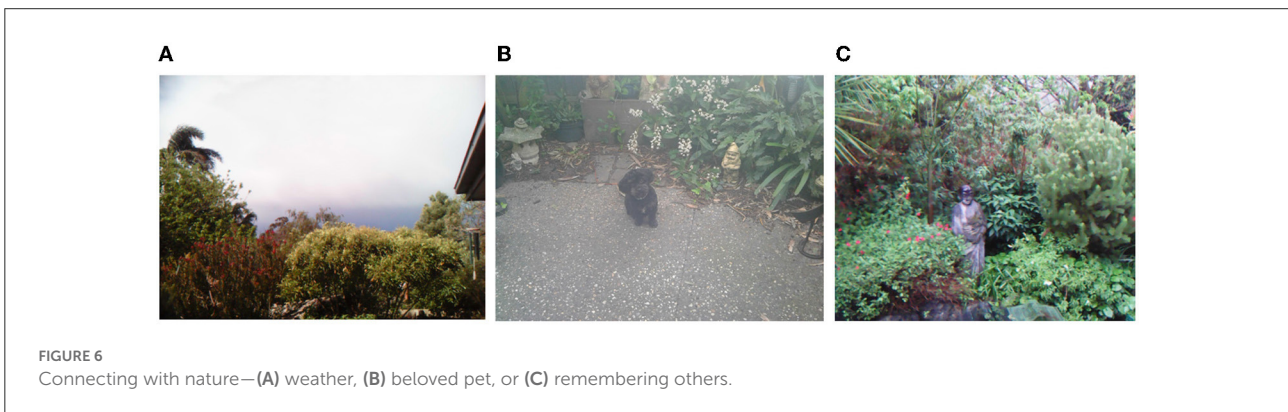 A B C
FIGURE 6
Connecting with nature—(A) weather, (B) beloved pet, or (C) remembering others.